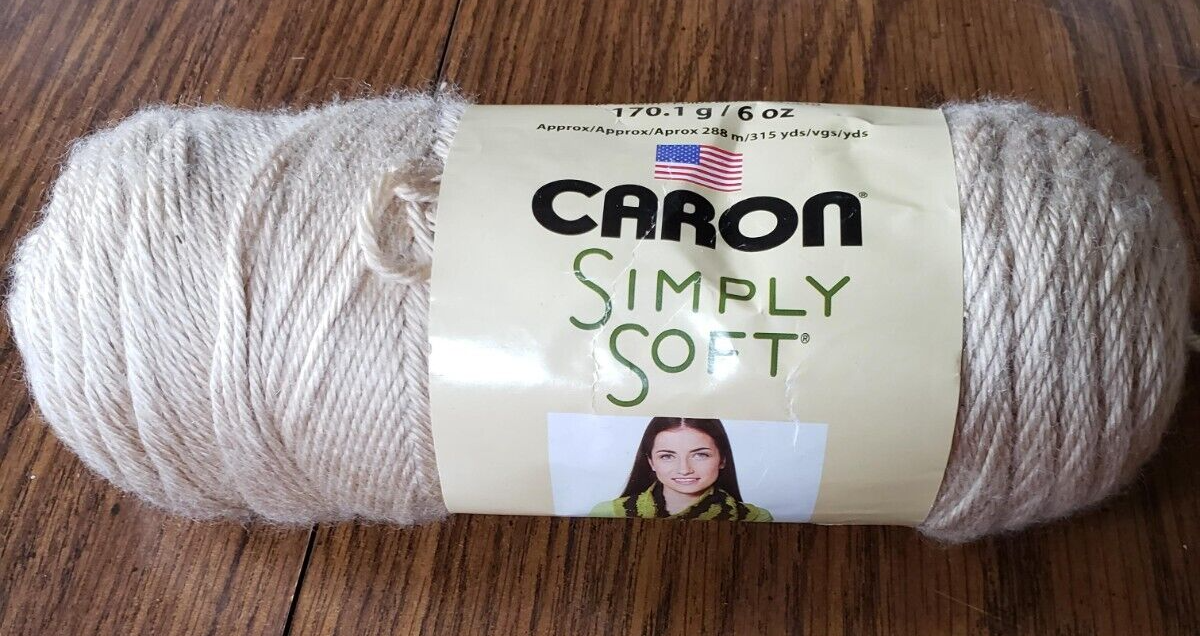 170.1 g / 6 oz
Approx/Approx/Aprox 288 m/315 yds/vgs/yds
CARON®
SIMPLY
SOFT®